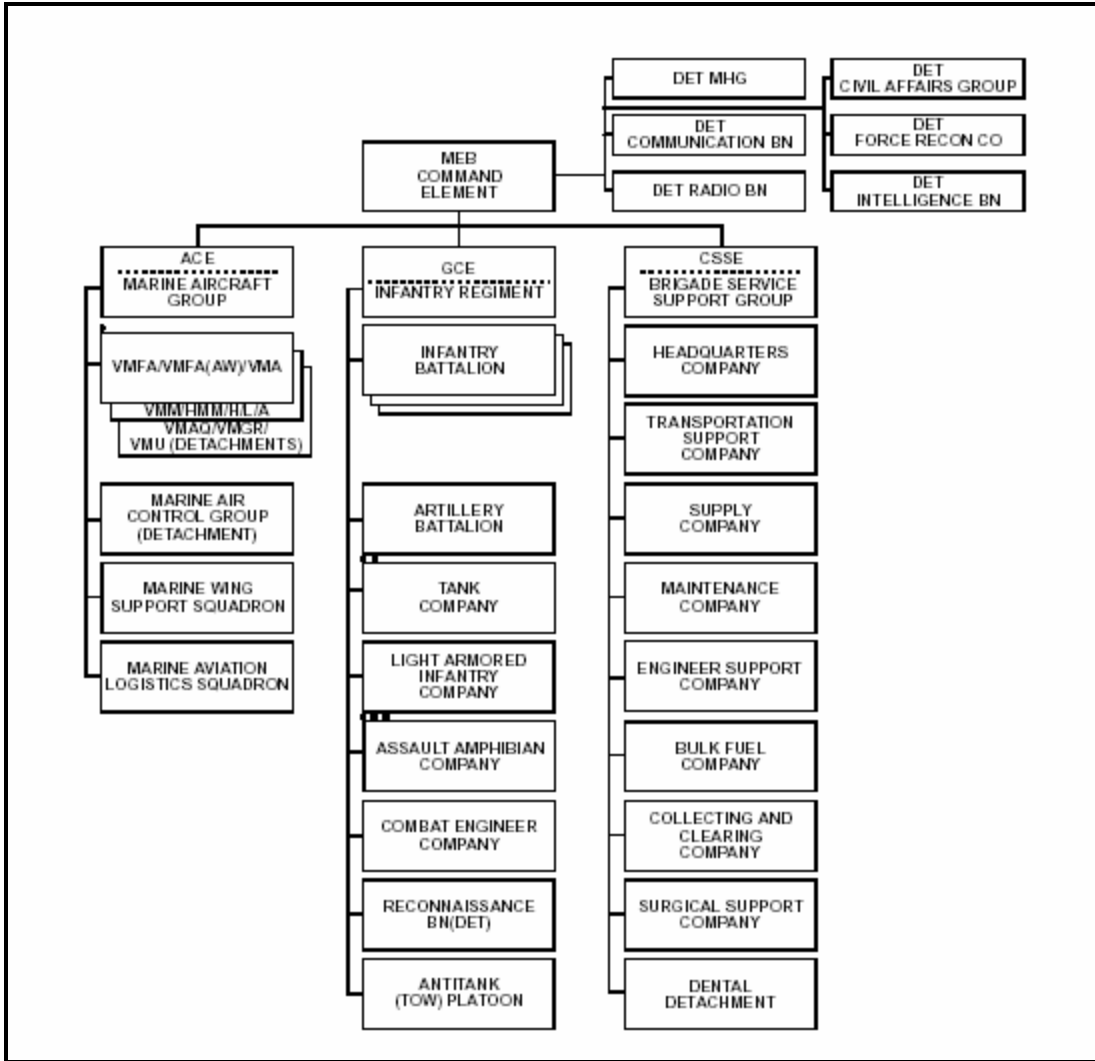 DET MHG
DET
CIVIL AFFAIRS GROUP
DET
COMMUNICATION BN
DET
FORCE RECON CO
MEB
COMMAND
ELEMENT
DET RADIO BN
DET
INTELLIGENCE BN
ACE
MARINE AIRCRAFT
GROUP
VMFA/VMFA(AW)/VMA
VMM/HMM/H/L/A
VMAQ/VMGR/
VMU (DETACHMENTS)
MARINE AIR
CONTROL GROUP
(DETACHMENT)
MARINE WING
SUPPORT SQUADRON
MARINE AVIATION
LOGISTICS SQUADRON
GCE
INFANTRY REGIMENT
INFANTRY
BATTALION
ARTILLERY
BATTALION
TANK
COMPANY
LIGHT ARMORED
INFANTRY
COMPANY
ASSAULT AMPHIBIAN
COMPANY
COMBAT ENGINEER
COMPANY
RECONNAISSANCE
BN(DET)
ANTITANK
(TOW) PLATOON
CSSE
BRIGADE SERVICE
SUPPORT GROUP
HEADQUARTERS
COMPANY
TRANSPORTATION
SUPPORT
COMPANY
SUPPLY
COMPANY
MAINTENANCE
COMPANY
ENGINEER SUPPORT
COMPANY
BULK FUEL
COMPANY
COLLECTING AND
CLEARING
COMPANY
SURGICAL SUPPORT
COMPANY
DENTAL
DETACHMENT